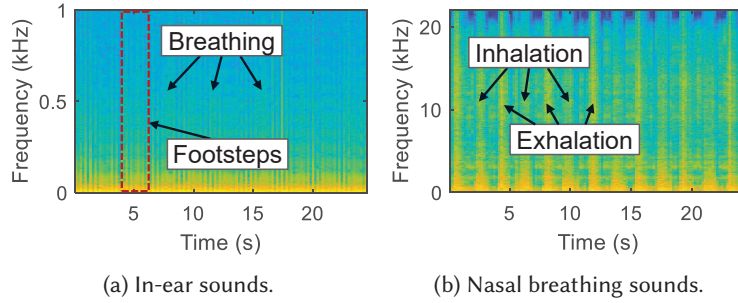 1
0.5
0
Frequency (kHz)
Breathing
Footsteps
5 10 15 20
Time (s)
(a) In-ear sounds.
20
10
0
Frequency (kHz)
Inhalation
Exhalation
5 10 15 20
Time (s)
(b) Nasal breathing sounds.